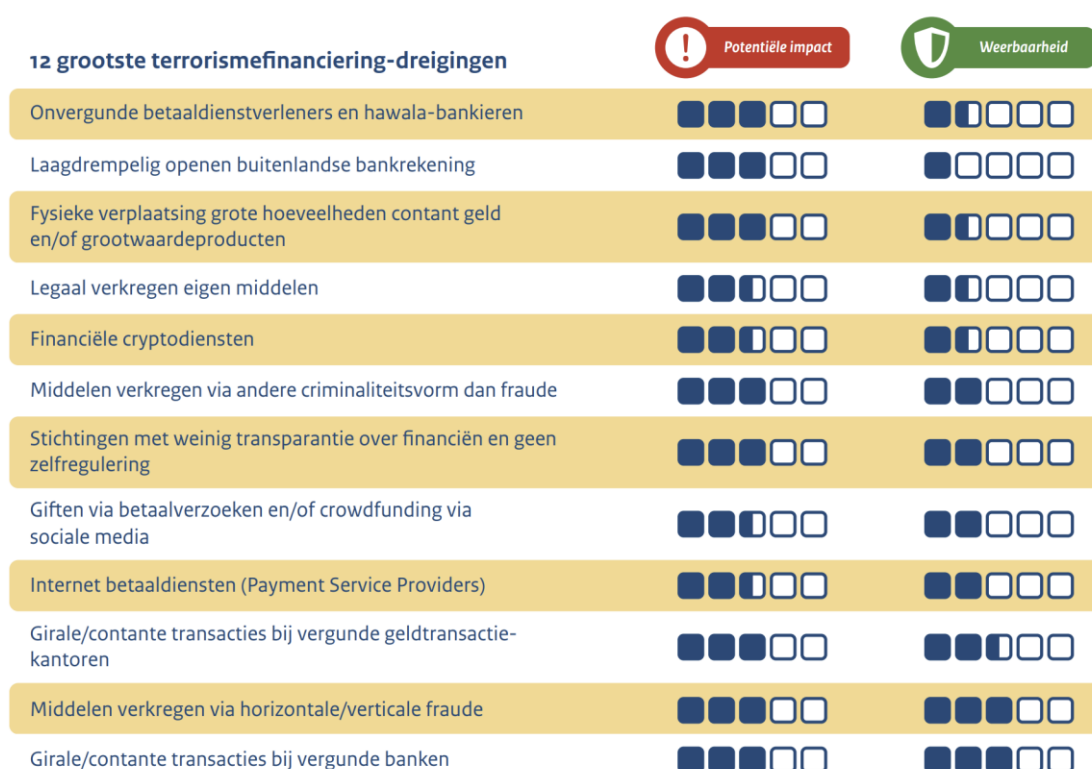 12 grootste terrorismefinanciering-dreigingen
Potentiële impact
Weerbaarheid
Onvergunde betaaldienstverleners en hawala-bankieren
Laagdrempelig openen buitenlandse bankrekening
Fysieke verplaatsing grote hoeveelheden contant geld
en/of grootwaardeproducten
Legaal verkregen eigen middelen
Financiële cryptodiensten
Middelen verkregen via andere criminaliteitsvorm dan fraude
Stichtingen met weinig transparantie over financiën en geen
zelfregulering
Giften via betaalverzoeken en/of crowdfunding via
sociale media
Internet betaaldiensten (Payment Service Providers)
Girale/contante transacties bij vergunde geldtransactie-
kantoren
Middelen verkregen via horizontale/verticale fraude
Girale/contante transacties bij vergunde banken